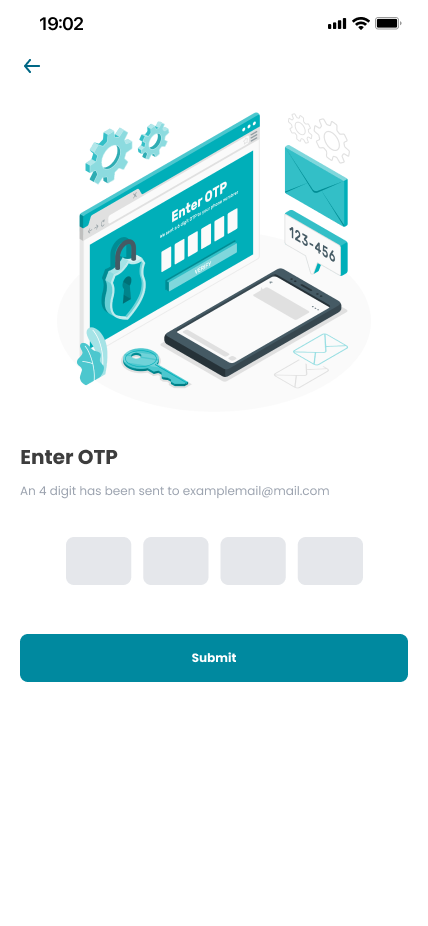 19:02
Enter OTP
We sent a 6-digit OTP to your phone number
VERIFY
123-456
Enter OTP
An 4 digit has been sent to examplemail@mail.com
Submit